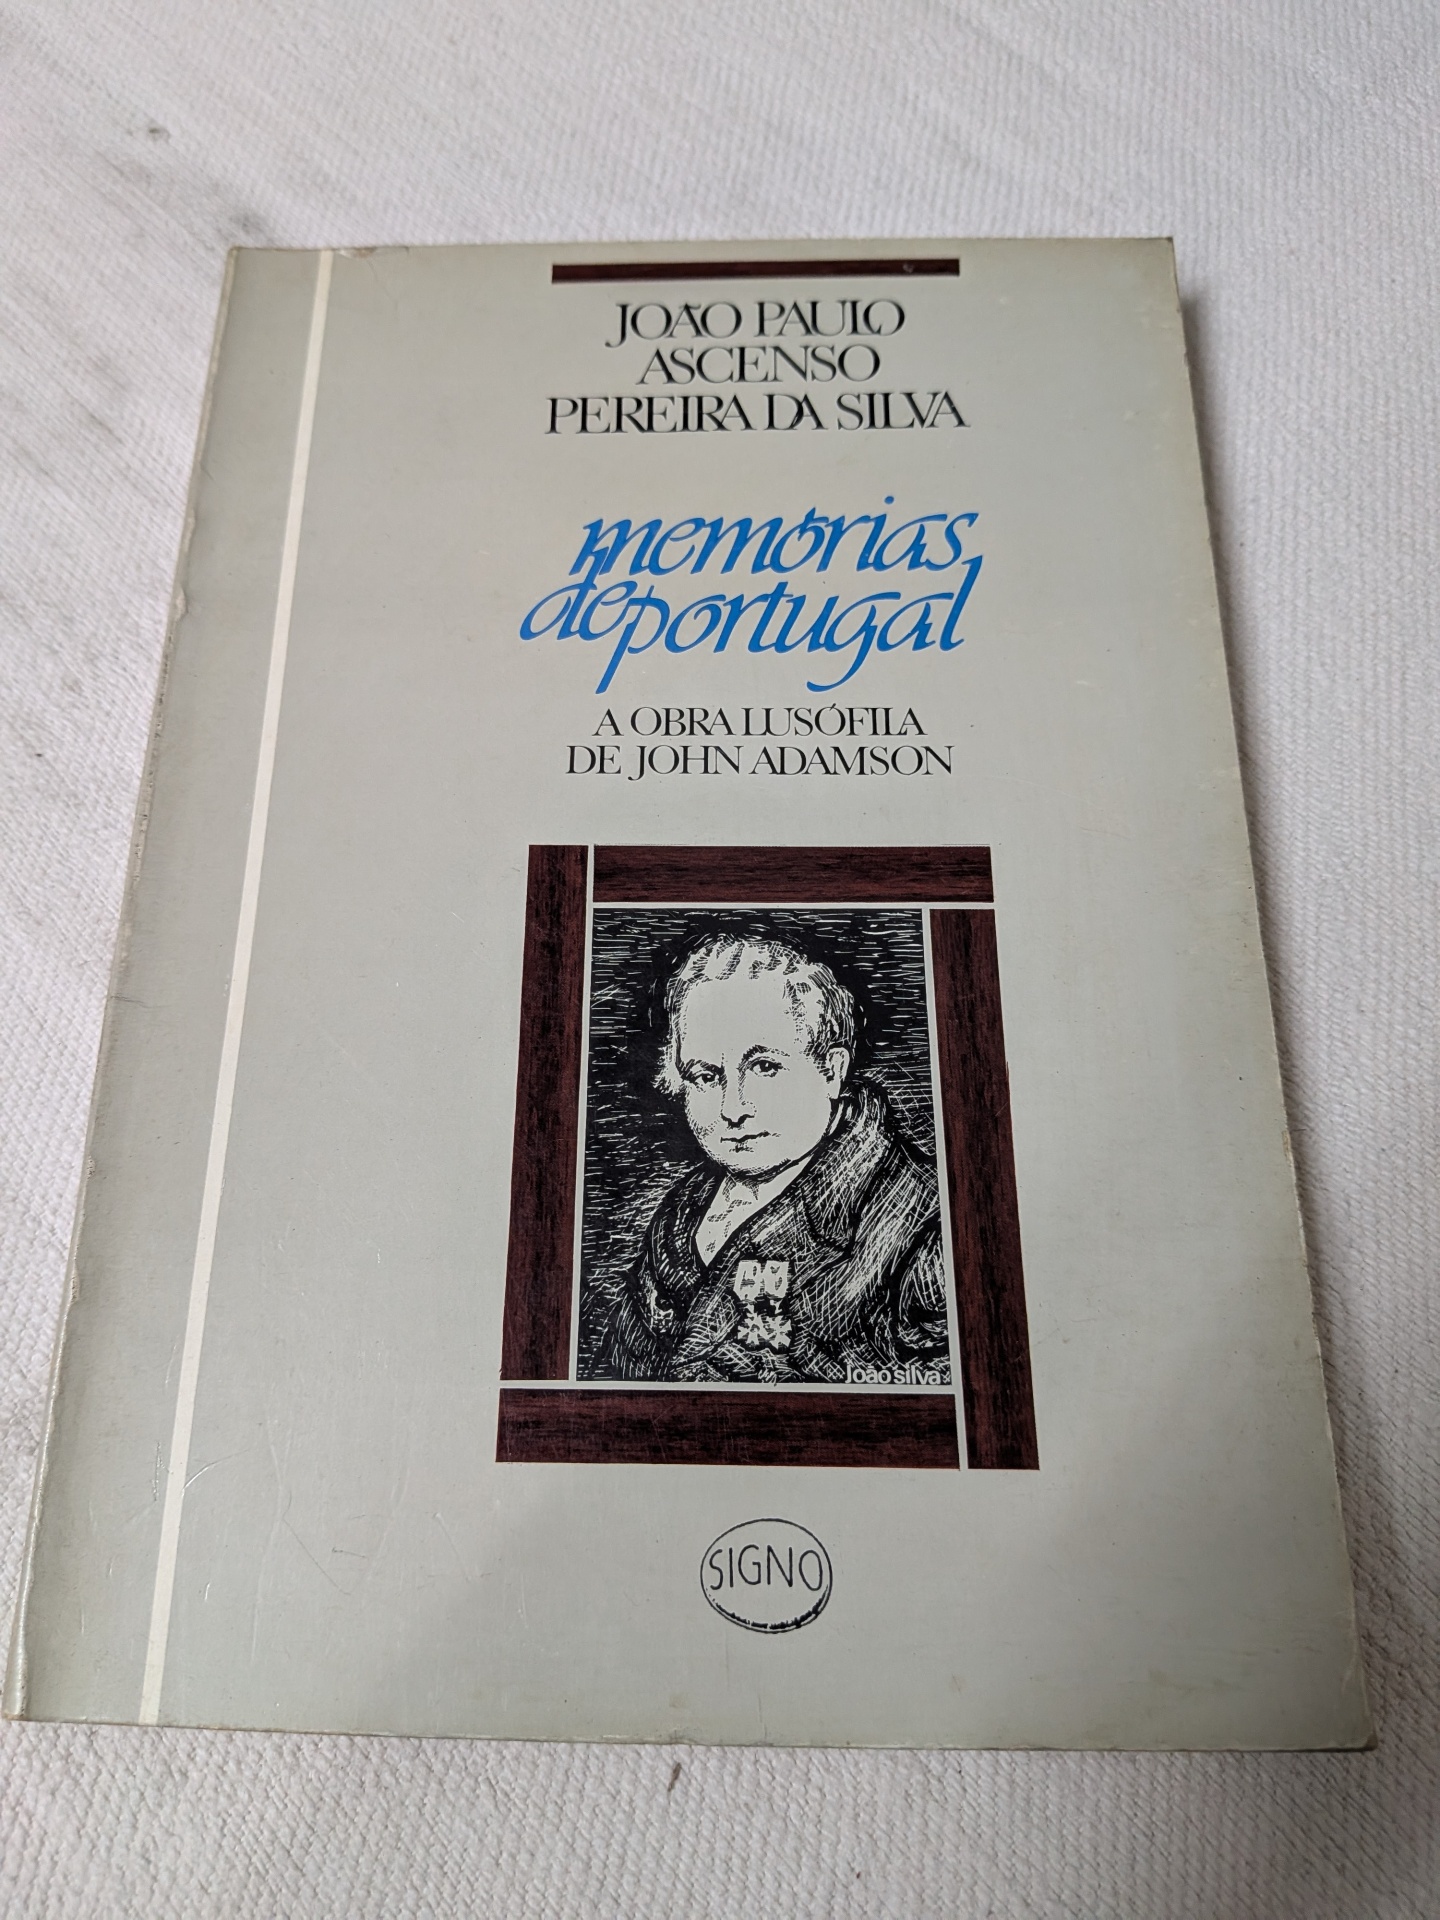 JOÃO PAULO
ASCENSO
PEREIRA DA SILVA
memórias
de portugal
A OBRA LUSÓFILA
DE JOHN ADAMSON
joão silva
SIGNO